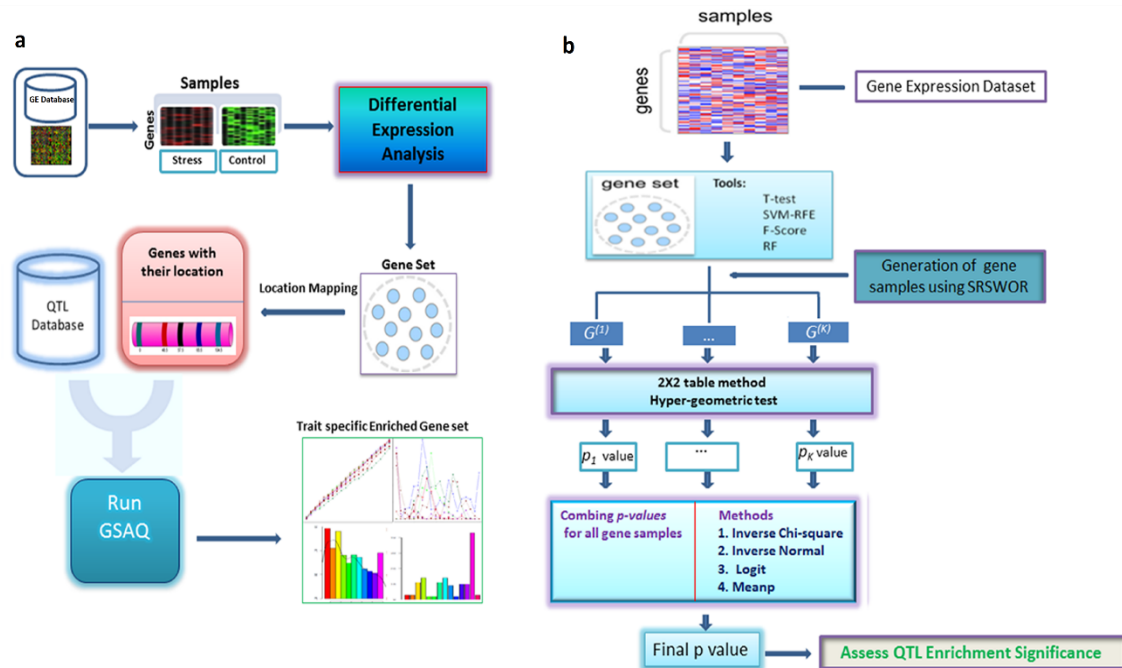 a
GE Database
Samples
Genes
Stress
Control
Differential
Expression
Analysis
Gene Set
Location Mapping
Genes with
their location
QTL
Database
Run
GSAQ
Trait specific Enriched Gene set
b
samples
genes
Gene Expression Dataset
gene set
Tools:
T-test
SVM-RFE
F-Score
RF
Generation of gene
samples using SRSWOR
G(1)
...
G(K)
2X2 table method
Hyper-geometric test
p1 value
...
pK value
Combing p-values
for all gene samples
Methods
1. Inverse Chi-square
2. Inverse Normal
3. Logit
4. Meanp
Final p value
Assess QTL Enrichment Significance